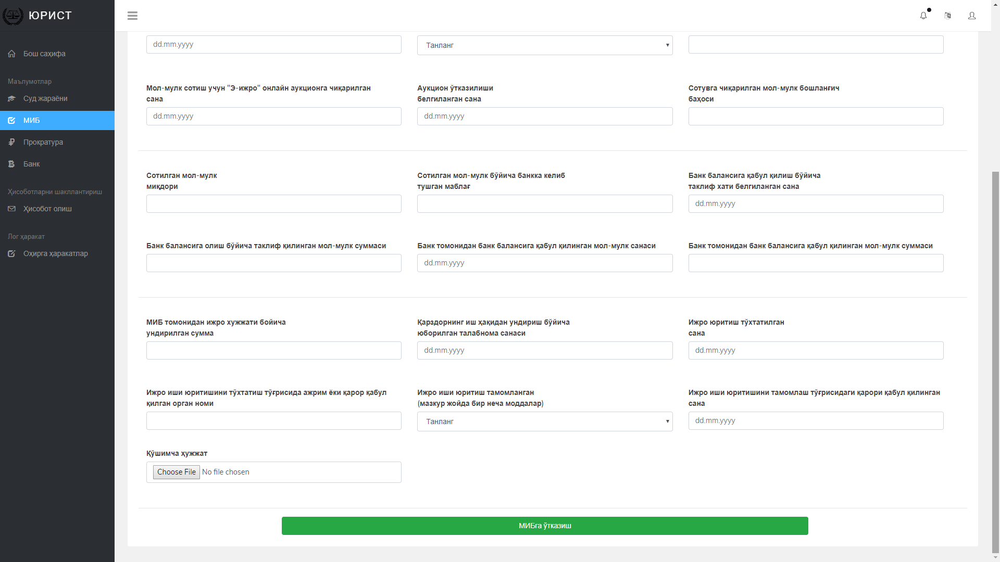 ЮРИСТ
Бош саҳифа
Маълумотлар
Суд жараёни
МИБ
Прократура
Банк
Ҳисоботларни шакллантириш
Ҳисобот олиш
Лог ҳаракат
Оҳирга ҳаракатлар
dd.mm.yyyy
Танланг
Мол-мулк сотиш учун "Э-ижро" онлайн аукционга чиқарилган
сана
dd.mm.yyyy
Аукцион ўтказилиши
белгиланган сана
dd.mm.yyyy
Сотувга чиқарилган мол-мулк бошланғич
баҳоси
Сотилган мол-мулк
миқдори
Сотилган мол-мулк бўйича банкка келиб
тушган маблағ
Банк балансига қабул қилиш бўйича
таклиф хати белгиланган сана
dd.mm.yyyy
Банк балансига олиш бўйича таклиф қилинган мол-мулк суммаси
Банк томонидан банк балансига қабул қилинган мол-мулк санаси
dd.mm.yyyy
Банк томонидан банк балансига қабул қилинган мол-мулк суммаси
МИБ томонидан ижро хужжати бойича
ундирилган сумма
Қарздорнинг иш ҳақидан ундириш бўйича
юборилган талабнома санаси
dd.mm.yyyy
Ижро юритиш тўхтатилган
сана
dd.mm.yyyy
Ижро иши юритишини тўхтатиш тўғрисида ажрим ёки қарор қабул
қилган орган номи
Ижро иши юритиш тамомланган
(мазкур жойда бир неча моддалар)
Танланг
Ижро иши юритишини тамомлаш тўғрисидаги қарори қабул қилинган
сана
dd.mm.yyyy
Қўшимча ҳужжат
Choose File No file chosen
МИБга ўтказиш